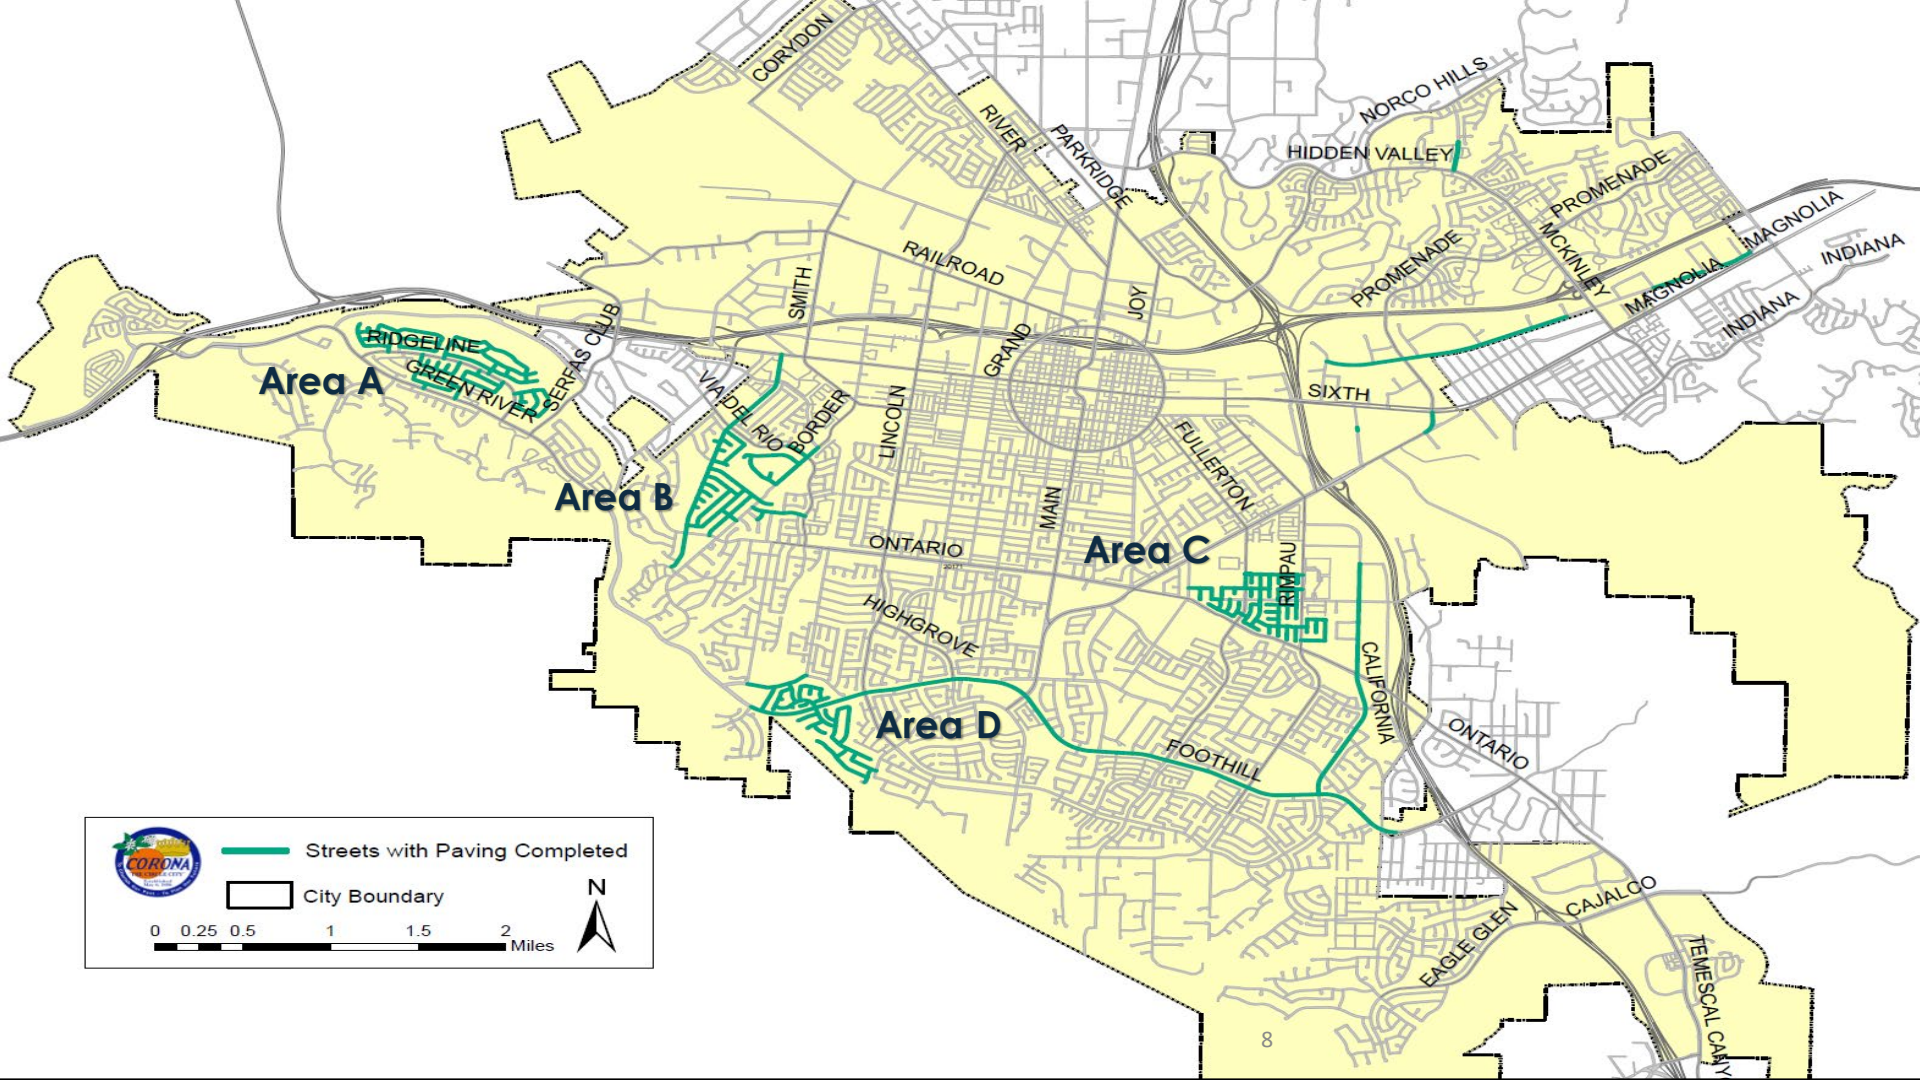 CORYDON
NORCO HILLS
RIVER
PARKRIDGE
HIDDEN VALLEY
PROMENADE
MAGNOLIA
INDIANA
MCKINLEY
PROMENADE
RAILROAD
SMITH
JOY
MAGNOLIA
INDIANA
SERFAS CLUB
RIDGELINE
GRAND
Area A
GREEN RIVER
VIA DEL RIO
BORDER
LINCOLN
SIXTH
FULLERTON
Area B
MAIN
ONTARIO
Area C
RIMPAU
HIGHGROVE
CALIFORNIA
Area D
FOOTHILL
ONTARIO
CORONA
Streets with Paving Completed
City Boundary
N
0 0.25 0.5 1 1.5 2
Miles
CAJALCO
EAGLE GLEN
TEMESCAL CANY
8